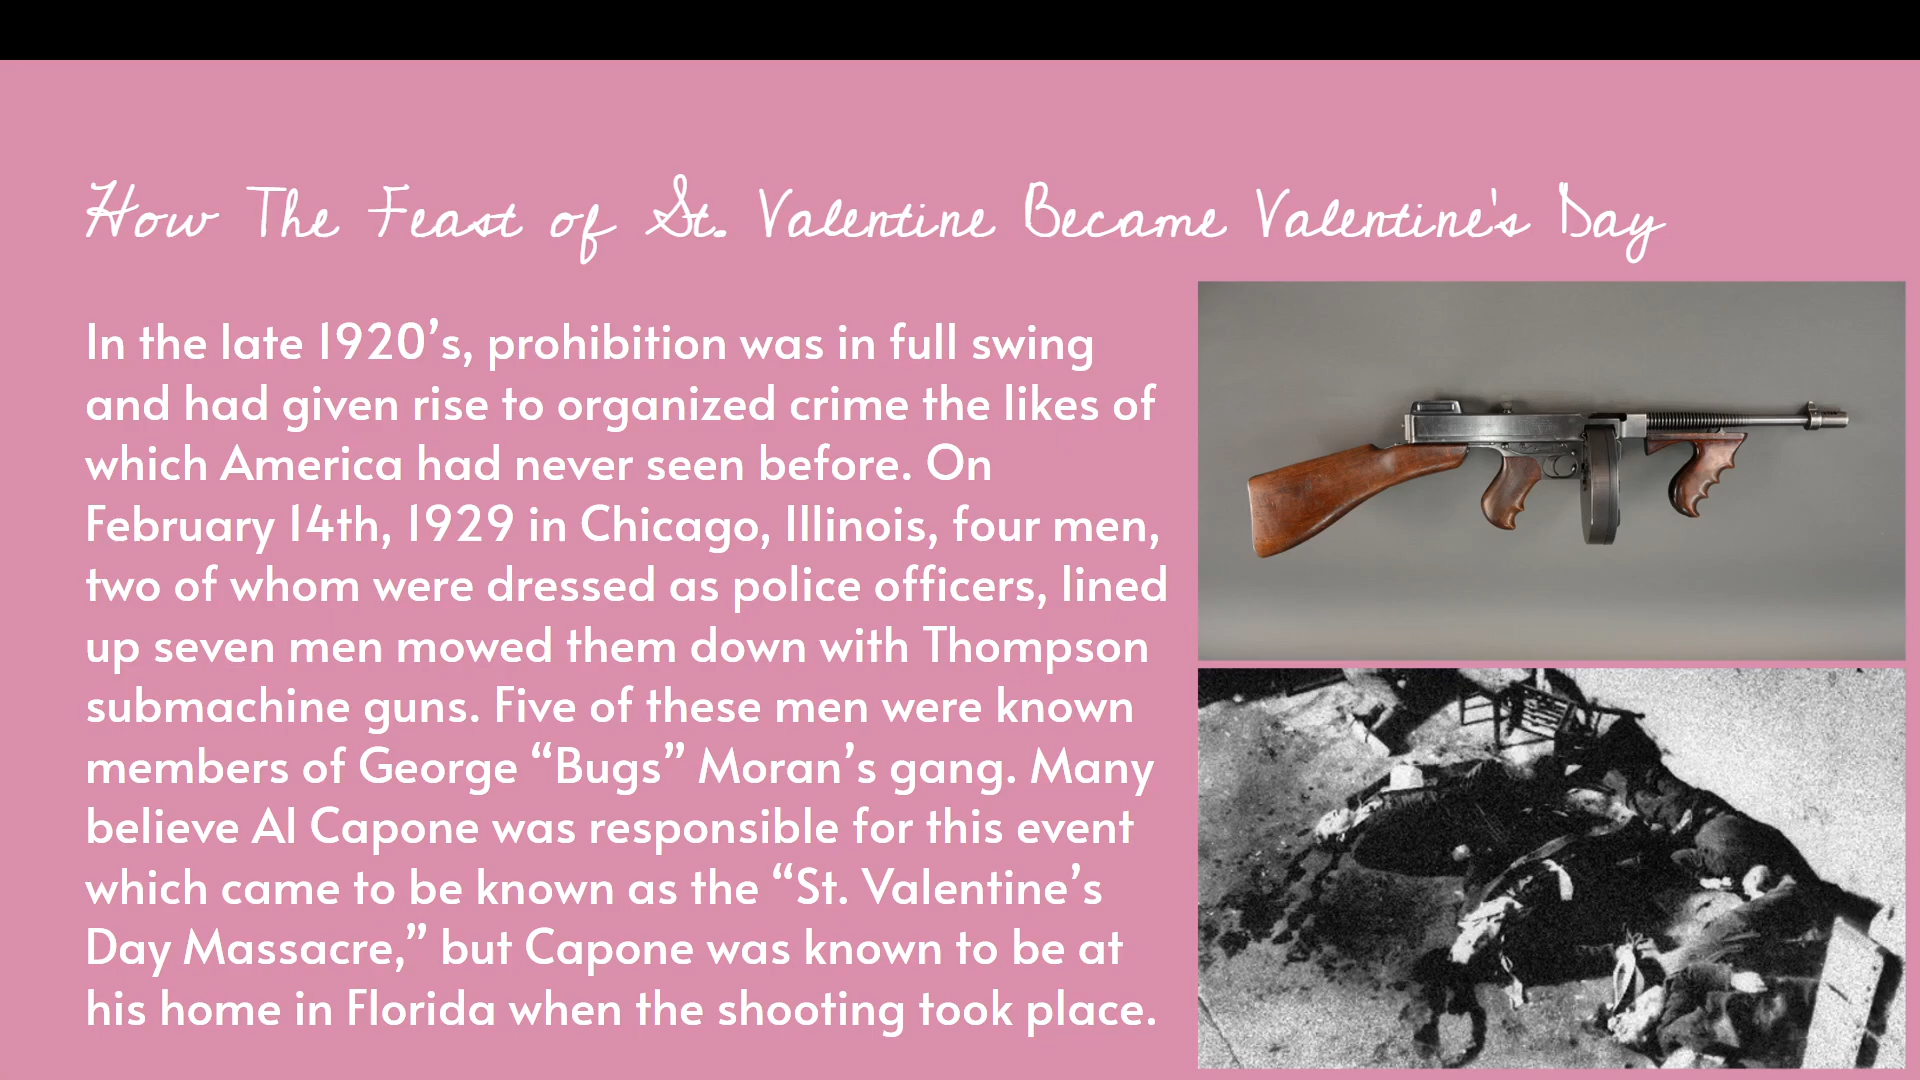 How The Feast of St. Valentine Became Valentine's Day
In the late 1920’s, prohibition was in full swing
and had given rise to organized crime the likes of
which America had never seen before. On
February 14th, 1929 in Chicago, Illinois, four men,
two of whom were dressed as police officers, lined
up seven men mowed them down with Thompson
submachine guns. Five of these men were known
members of George “Bugs” Moran’s gang. Many
believe Al Capone was responsible for this event
which came to be known as the “St. Valentine’s
Day Massacre,” but Capone was known to be at
his home in Florida when the shooting took place.